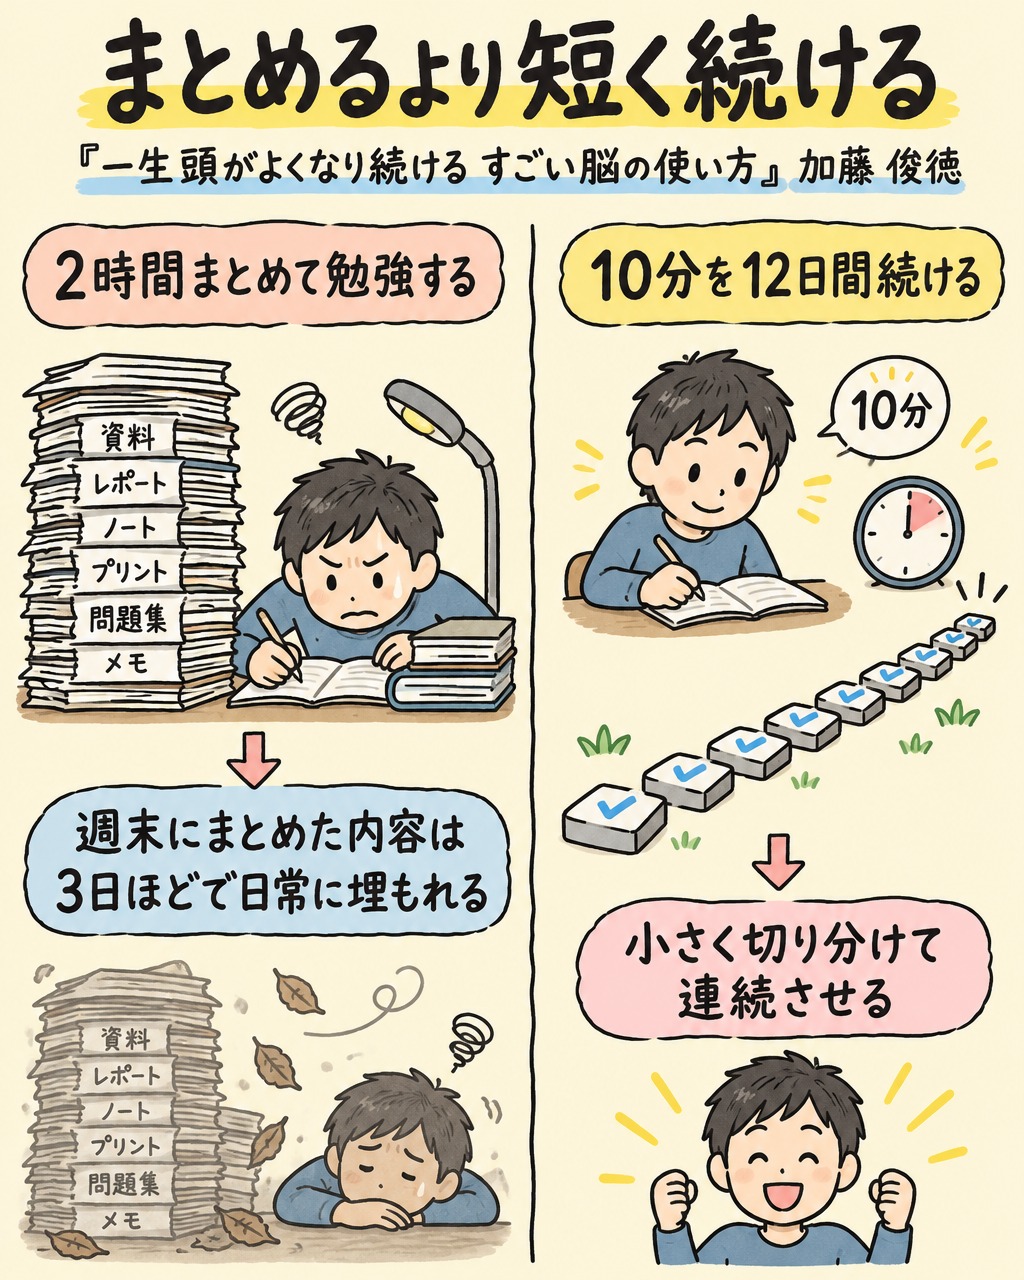 まとめるより短く続ける
『一生頭がよくなり続ける すごい脳の使い方』 加藤 俊徳
2時間まとめて勉強する
資料
レポート
ノート
プリント
問題集
メモ
週末にまとめた内容は
3日ほどで日常に埋もれる
資料
レポート
ノート
プリント
問題集
メモ
10分を12日間続ける
10分
小さく切り分けて
連続させる